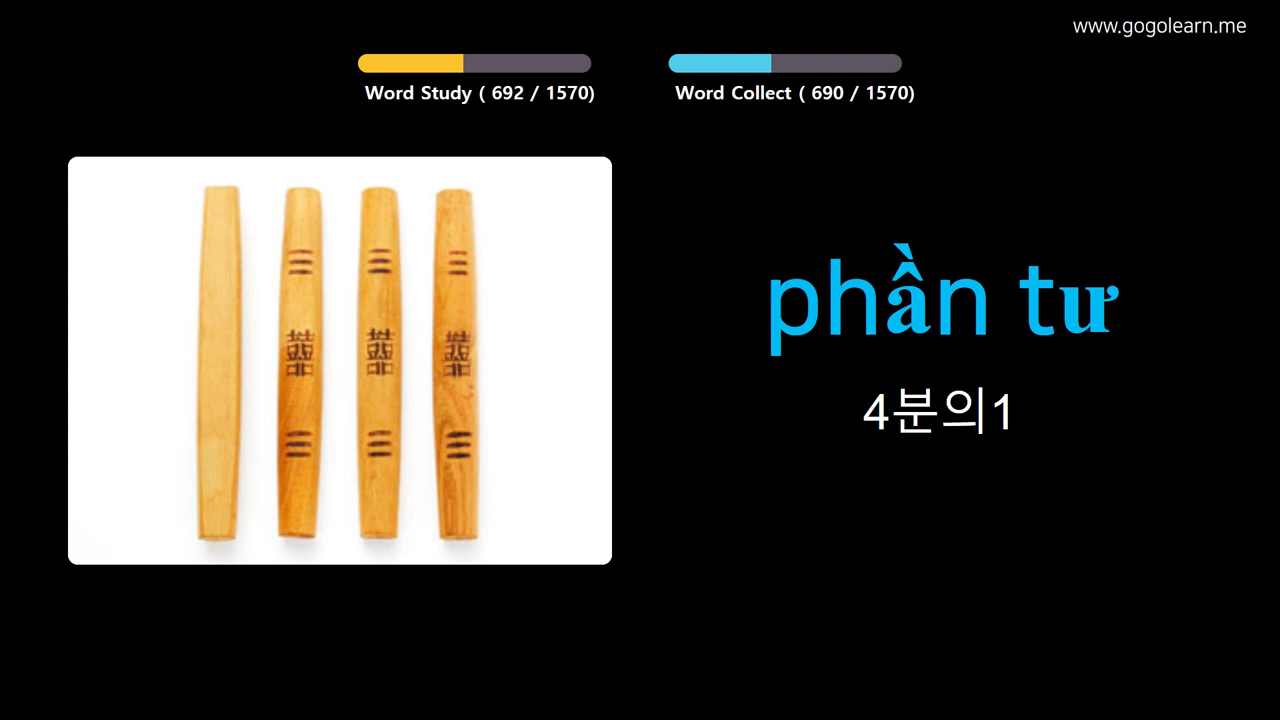 www.gogolearn.me
Word Study ( 692 / 1570)
Word Collect ( 690 / 1570)
phần tư
4분의1